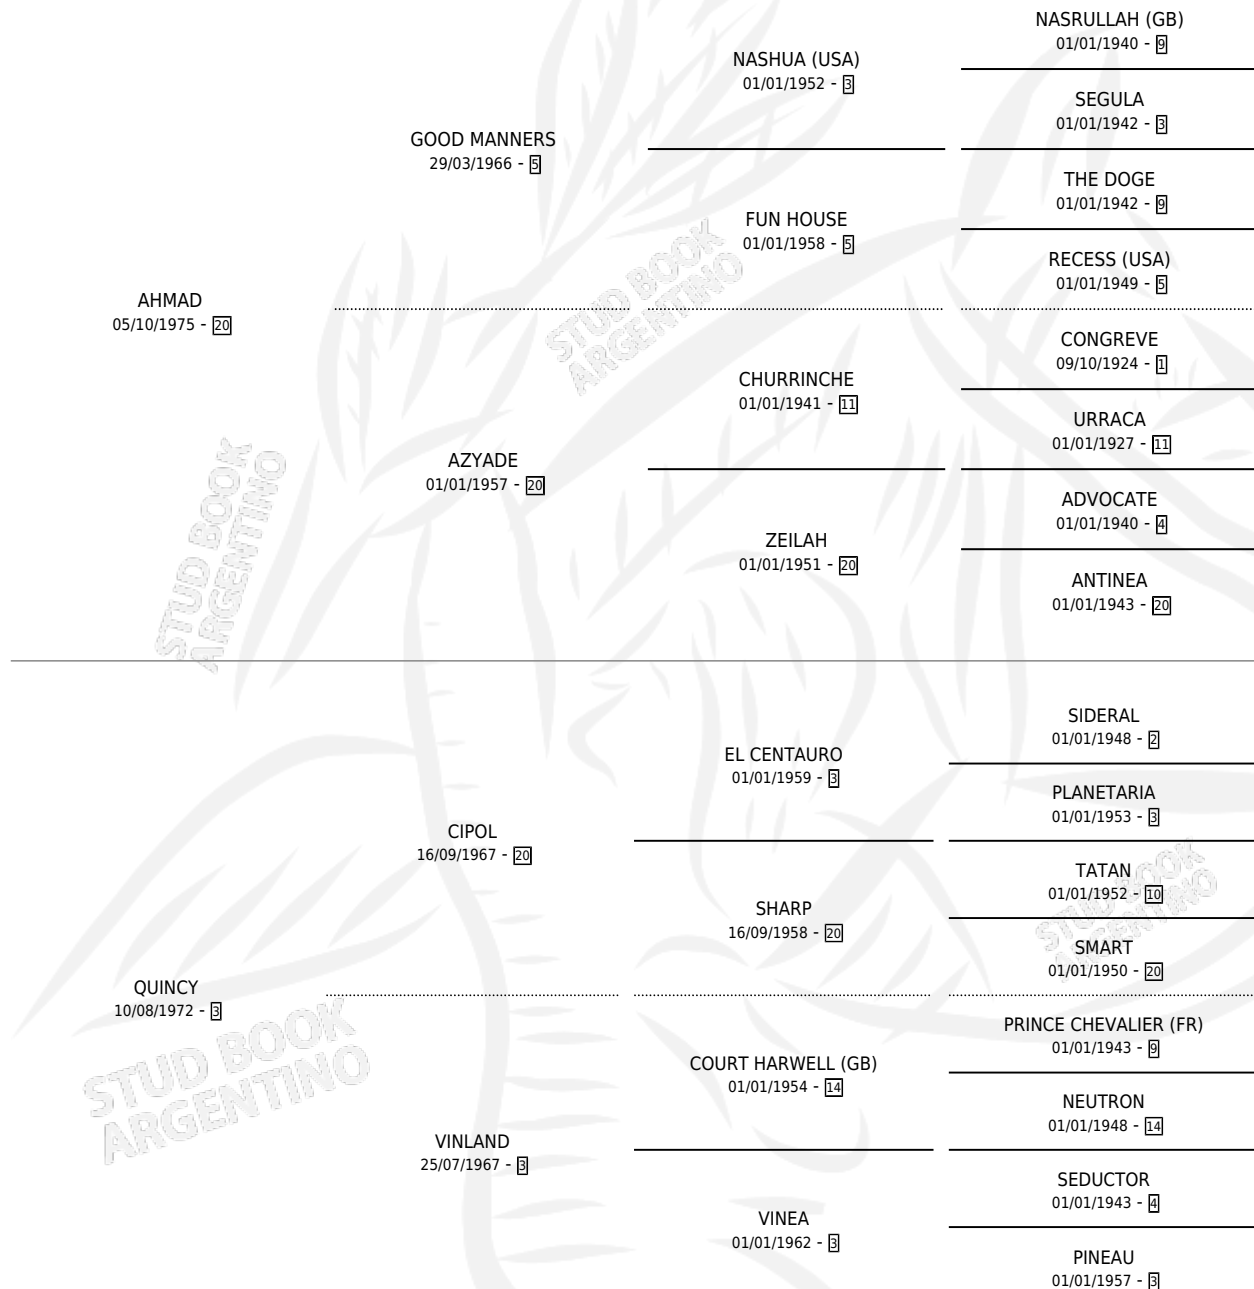 NASRULLAH (GB)
01/01/1940 - 9
NASHUA (USA)
01/01/1952 - 3
SEGULA
01/01/1942 - 3
GOOD MANNERS
29/03/1966 - 5
THE DOGE
01/01/1942 - 9
FUN HOUSE
01/01/1958 - 5
RECESS (USA)
01/01/1949 - 5
AHMAD
05/10/1975 - 20
CONGREVE
09/10/1924 - 1
CHURRINCHE
01/01/1941 - 11
URRACA
01/01/1927 - 11
AZYADE
01/01/1957 - 20
ADVOCATE
01/01/1940 - 4
ZEILAH
01/01/1951 - 20
ANTINEA
01/01/1943 - 20
SIDERAL
01/01/1948 - 2
EL CENTAURO
01/01/1959 - 3
PLANETARIA
01/01/1953 - 3
CIPOL
16/09/1967 - 20
TATAN
01/01/1952 - 10
SHARP
16/09/1958 - 20
SMART
01/01/1950 - 20
QUINCY
10/08/1972 - 3
PRINCE CHEVALIER (FR)
01/01/1943 - 9
COURT HARWELL (GB)
01/01/1954 - 14
NEUTRON
01/01/1948 - 14
VINLAND
25/07/1967 - 3
SEDUCTOR
01/01/1943 - 4
VINEA
01/01/1962 - 3
PINEAU
01/01/1957 - 3
STUD BOOK
ARGENTINO
STUD BOOK
ARGENTINO
STUD BOOK
ARGENTINO
STUD BOOK
ARGENTINO